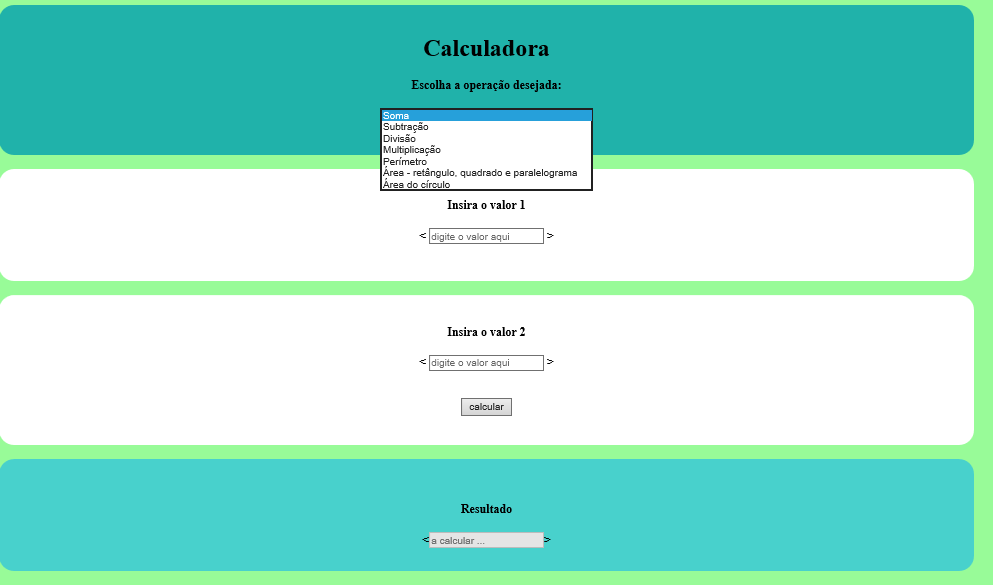 Calculadora
Escolha a operação desejada:
Soma
Subtração
Divisão
Multiplicação
Perímetro
Área - retângulo, quadrado e paralelograma
Área do círculo
Insira o valor 1
< digite o valor aqui >
Insira o valor 2
< digite o valor aqui >
calcular
Resultado
<a calcular ...>